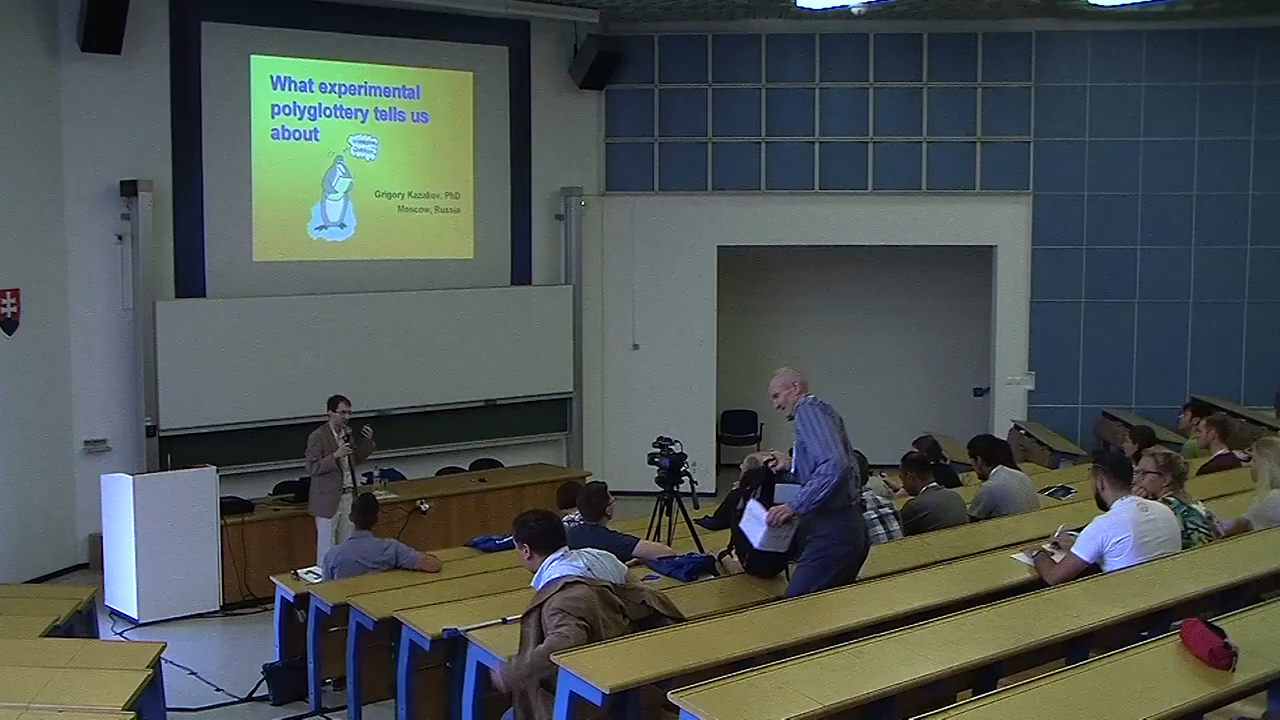 What experimental
polyglottery tells us
about
Grigory Kazakov, PhD
Moscow, Russia